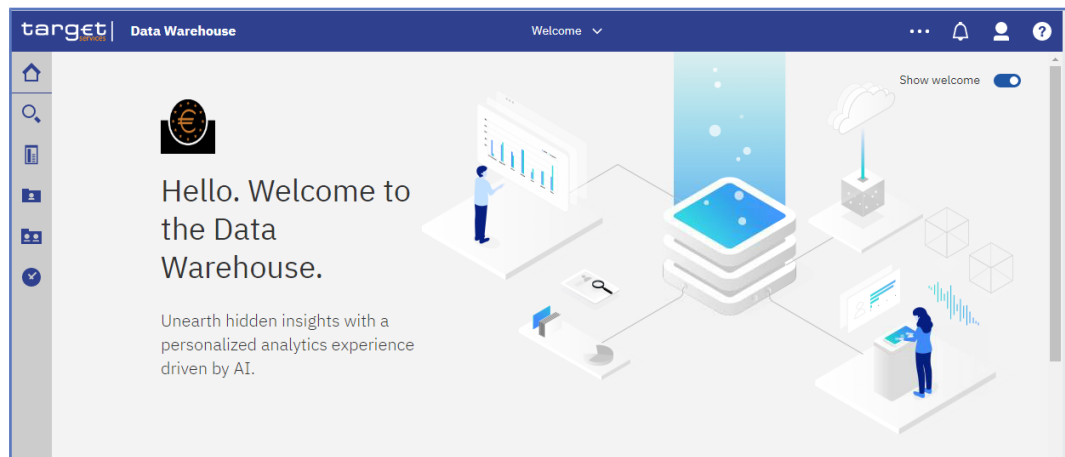 target Data Warehouse Welcome
services
Show welcome
Hello. Welcome to
the Data
Warehouse.
Unearth hidden insights with a
personalized analytics experience
driven by AI.